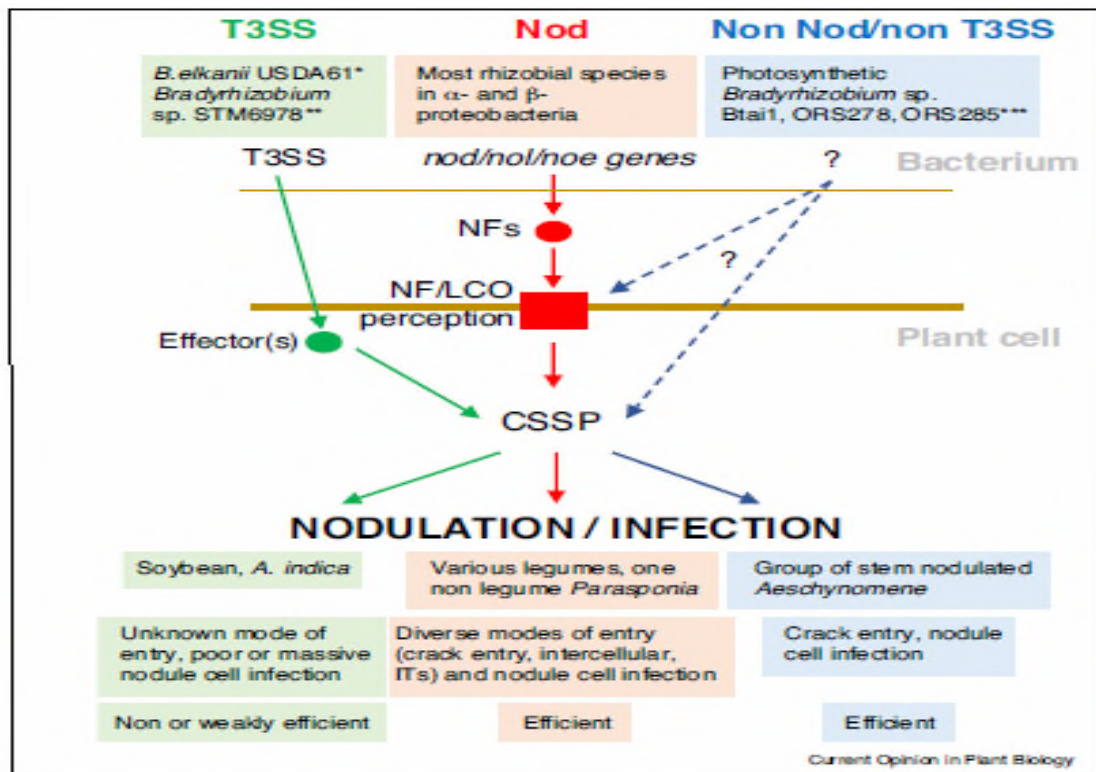 T3SS
Nod
Non Nod/non T3SS
B.elkanii USDA61*
Bradyrhizobium
sp. STM6978**
Most rhizobial species
in α- and β-
proteobacteria
Photosynthetic
Bradyrhizobium sp.
Btai1, ORS278, ORS285***
T3SS
nod/nol/noe genes
?
Bacterium
NFs
?
NF/LCO
perception
Effector(s)
Plant cell
CSSP
NODULATION / INFECTION
Soybean, A. indica
Various legumes, one
non legume Parasponia
Group of stem nodulated
Aeschynomene
Unknown mode of
entry, poor or massive
nodule cell infection
Diverse modes of entry
(crack entry, intercellular,
ITs) and nodule cell infection
Crack entry, nodule
cell infection
Non or weakly efficient
Efficient
Efficient
Current Opinion in Plant Biology